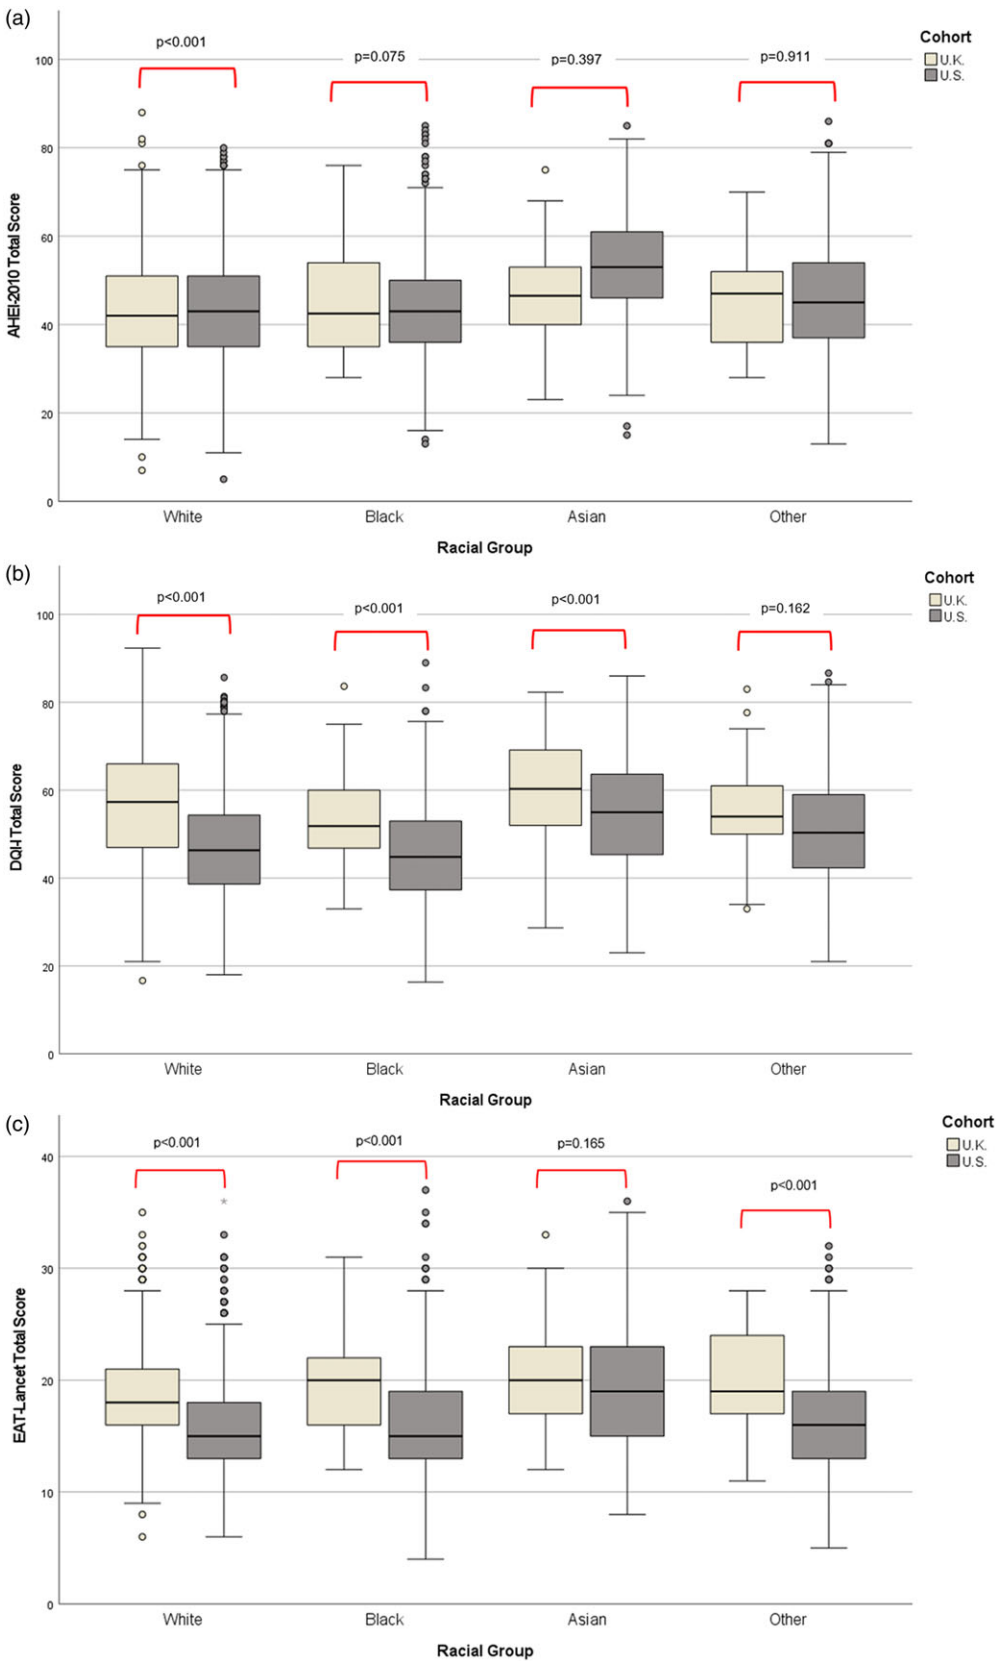 (a)
Cohort
U.K.
U.S.
p<0.001
p=0.075
p=0.397
p=0.911
AHEI-2010 Total Score
100
80
60
40
20
0
White Black Asian Other
Racial Group
(b)
Cohort
U.K.
U.S.
p<0.001
p<0.001
p<0.001
p=0.162
DQI-I Total Score
100
80
60
40
20
0
White Black Asian Other
Racial Group
(c)
Cohort
U.K.
U.S.
p<0.001
p<0.001
p=0.165
p<0.001
EAT-Lancet Total Score
40
30
20
10
0
White Black Asian Other
Racial Group